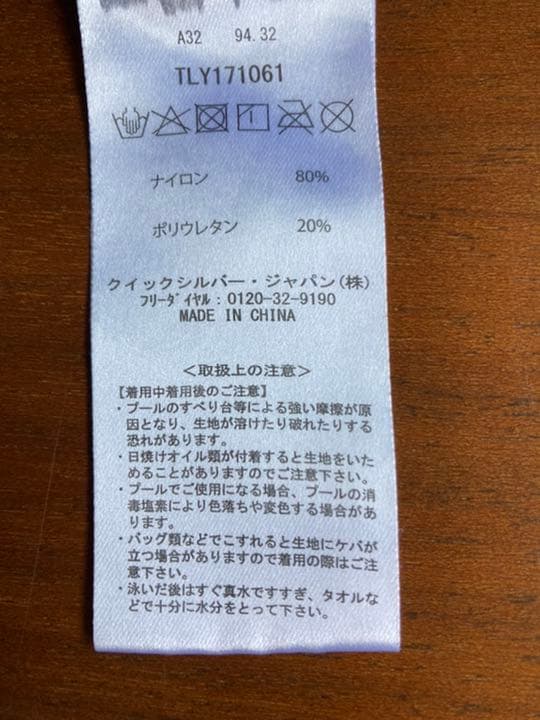 A32 94.32
TLY171061
ナイロン 80%
ポリウレタン 20%
クイックシルバー・ジャパン(株)
フリーダイヤル：0120-32-9190
MADE IN CHINA
<取扱上の注意>
【着用中着用後のご注意】
・プールのすべり台等による強い摩擦が原
因となり、生地が溶けたり破れたりする
恐れがあります。
・日焼けオイル類が付着すると生地をいた
めることがありますのでご注意下さい。
・プールでご使用になる場合、プールの消
毒塩素により色落ちや変色する場合があ
ります。
・バッグ類などでこすれると生地にケバが
立つ場合がありますので着用の際はご注
意下さい。
・泳いだ後はすぐ真水ですすぎ、タオルな
どで十分に水分をとって下さい。